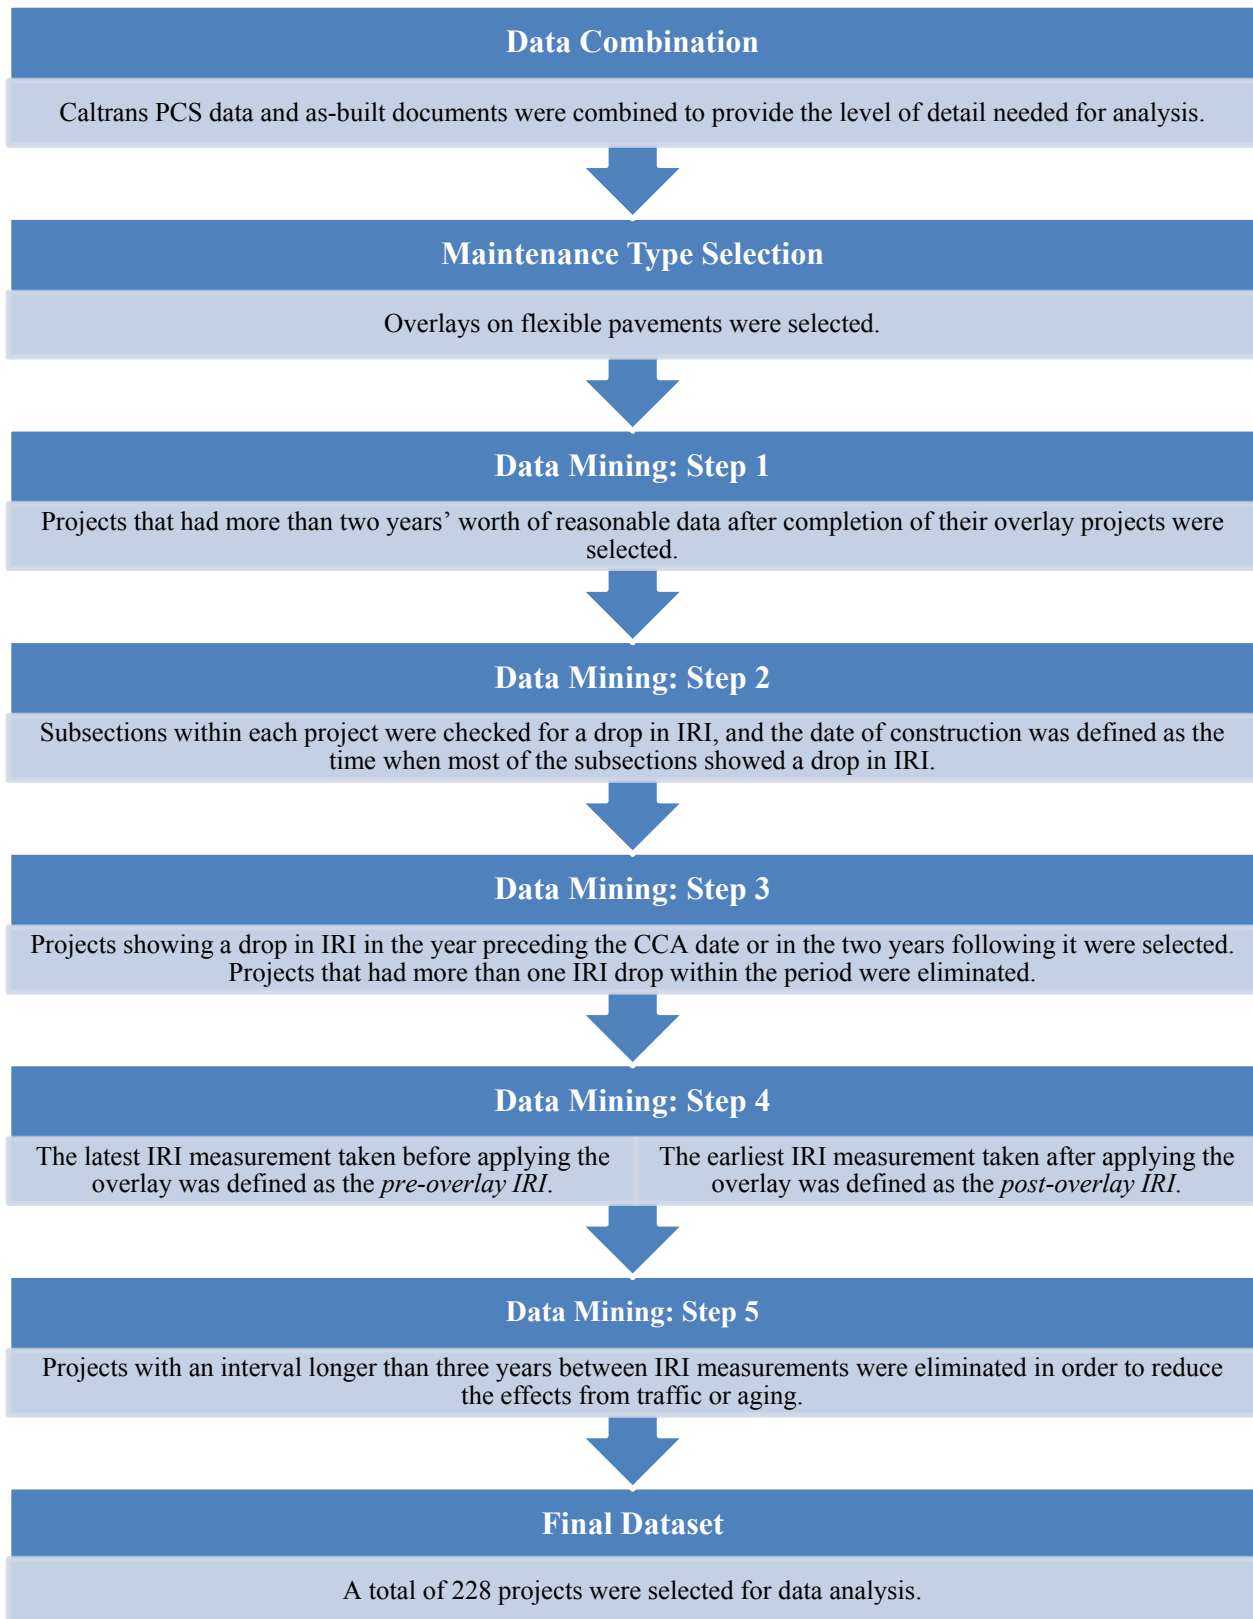 Data Combination
Caltrans PCS data and as-built documents were combined to provide the level of detail needed for analysis.
Maintenance Type Selection
Overlays on flexible pavements were selected.
Data Mining: Step 1
Projects that had more than two years’ worth of reasonable data after completion of their overlay projects were
selected.
Data Mining: Step 2
Subsections within each project were checked for a drop in IRI, and the date of construction was defined as the
time when most of the subsections showed a drop in IRI.
Data Mining: Step 3
Projects showing a drop in IRI in the year preceding the CCA date or in the two years following it were selected.
Projects that had more than one IRI drop within the period were eliminated.
Data Mining: Step 4
The latest IRI measurement taken before applying the
overlay was defined as the pre-overlay IRI.
The earliest IRI measurement taken after applying the
overlay was defined as the post-overlay IRI.
Data Mining: Step 5
Projects with an interval longer than three years between IRI measurements were eliminated in order to reduce
the effects from traffic or aging.
Final Dataset
A total of 228 projects were selected for data analysis.